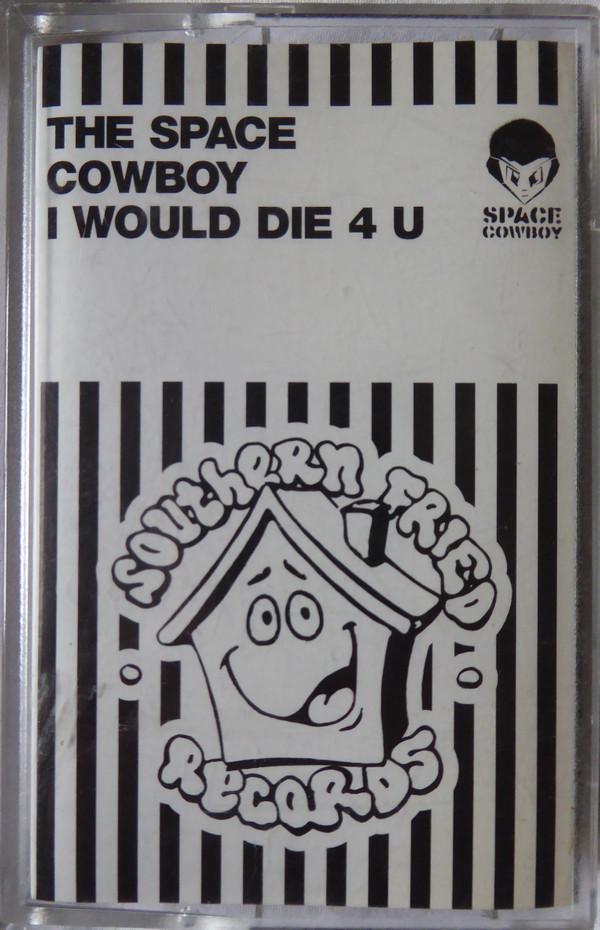 THE SPACE
COWBOY
I WOULD DIE 4 U
SPACE
COWBOY
SOUTHERN FRIED
RECORDS